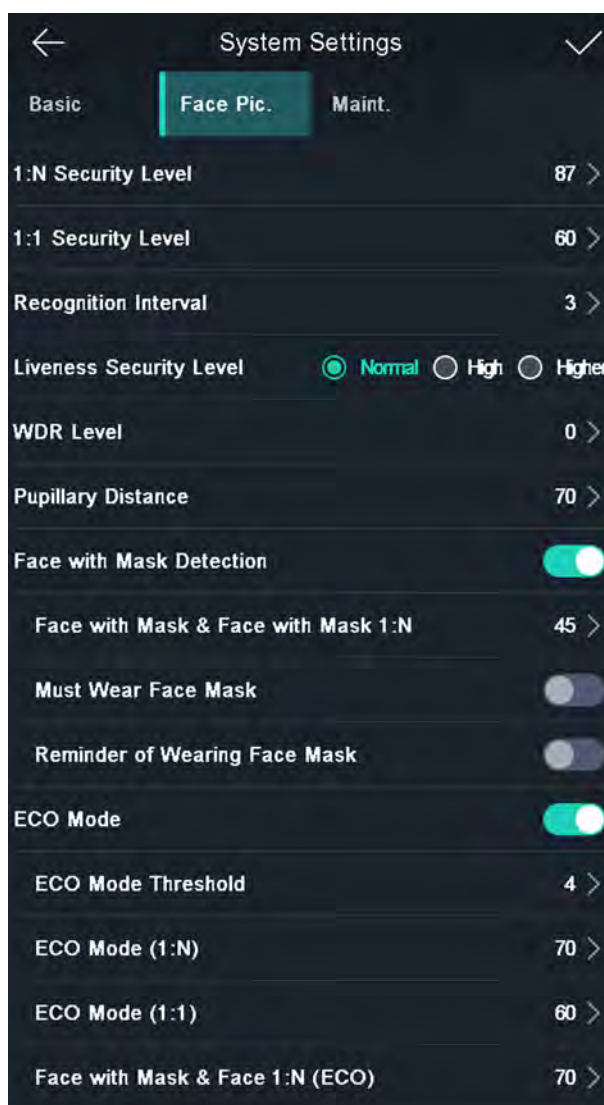 System Settings
Basic Face Pic. Maint.
1:N Security Level 87
1:1 Security Level 60
Recognition Interval 3
Liveness Security Level Normal High Higher
WDR Level 0
Pupillary Distance 70
Face with Mask Detection
Face with Mask & Face with Mask 1:N 45
Must Wear Face Mask
Reminder of Wearing Face Mask
ECO Mode
ECO Mode Threshold 4
ECO Mode (1:N) 70
ECO Mode (1:1) 60
Face with Mask & Face 1:N (ECO) 70